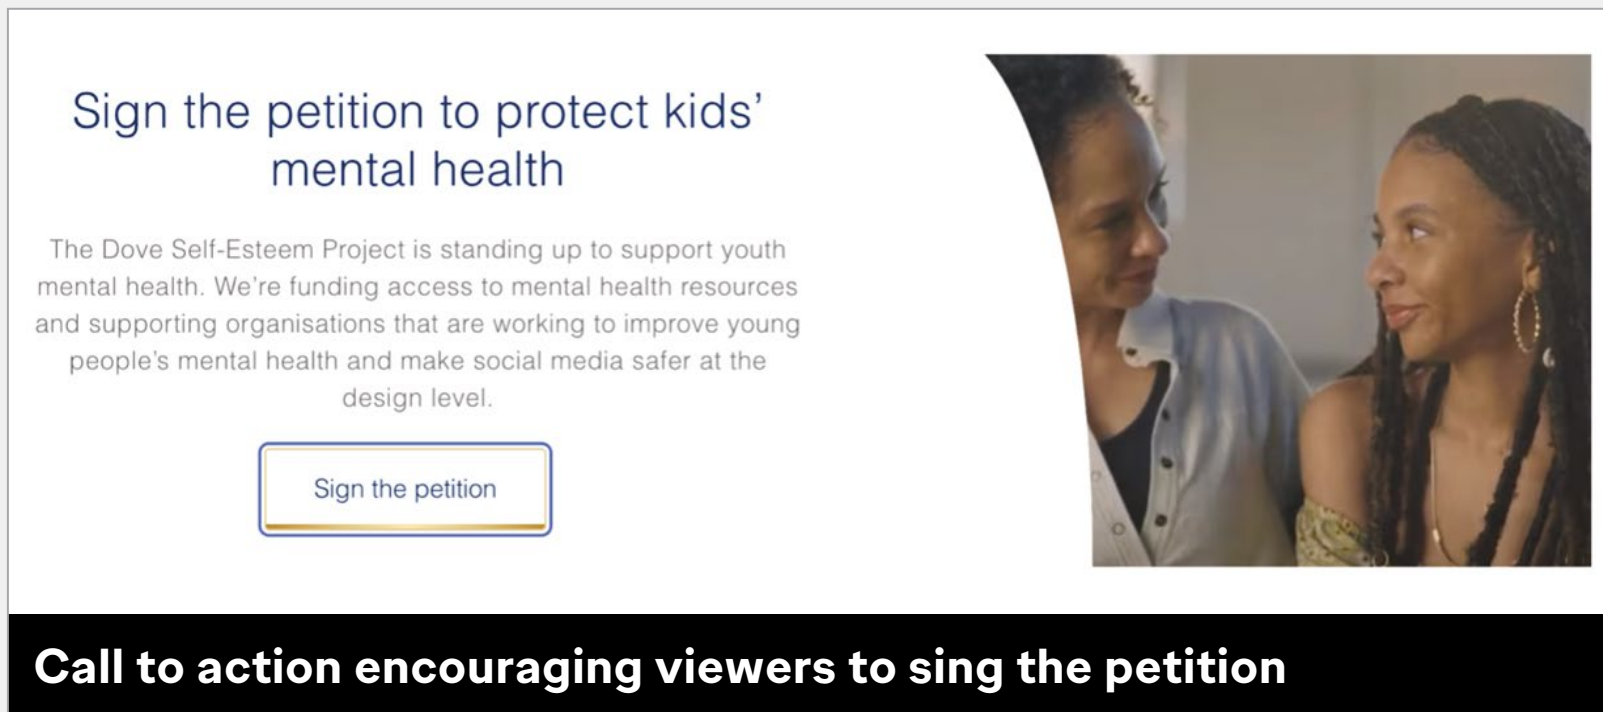 Sign the petition to protect kids’
mental health
The Dove Self-Esteem Project is standing up to support youth
mental health. We’re funding access to mental health resources
and supporting organisations that are working to improve young
people’s mental health and make social media safer at the
design level.
Sign the petition
Call to action encouraging viewers to sing the petition